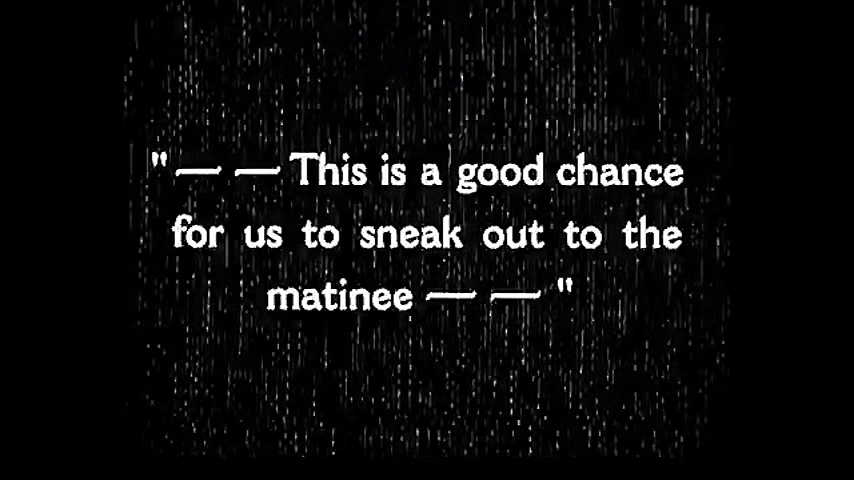 "— — This is a good chance
for us to sneak out to the
matinee — — "